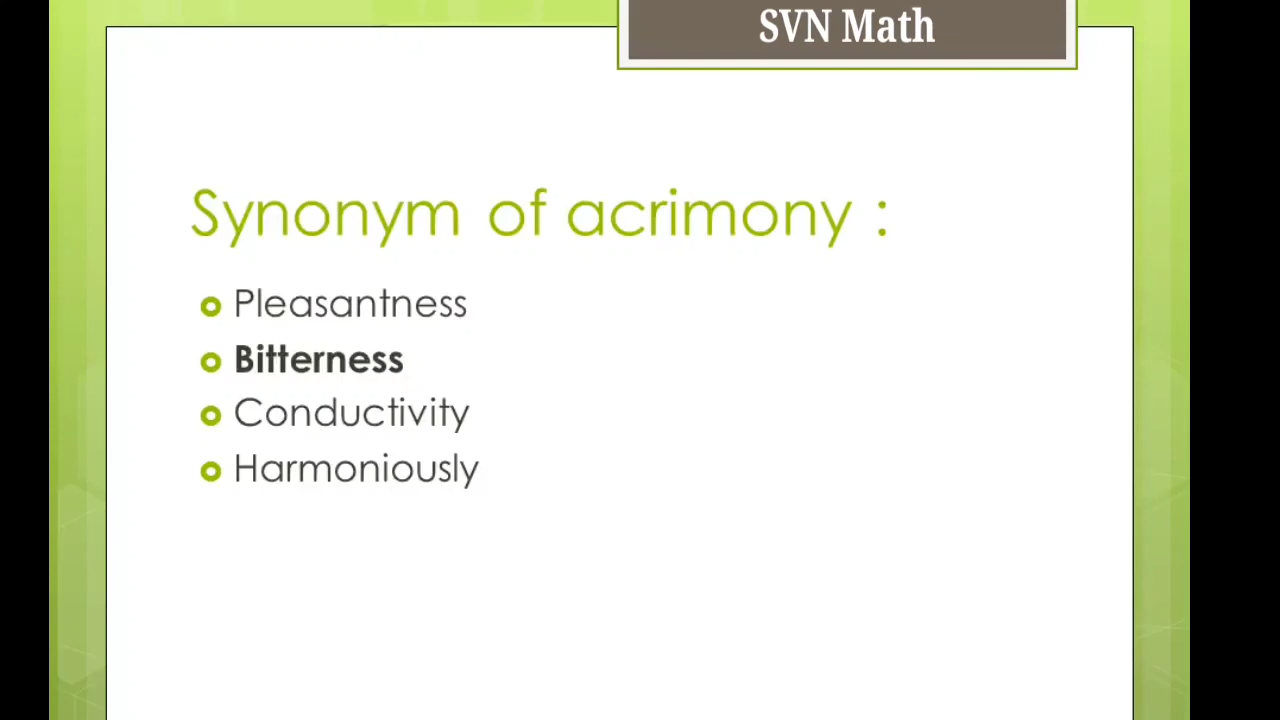 SVN Math
Synonym of acrimony :
Pleasantness
Bitterness
Conductivity
Harmoniously